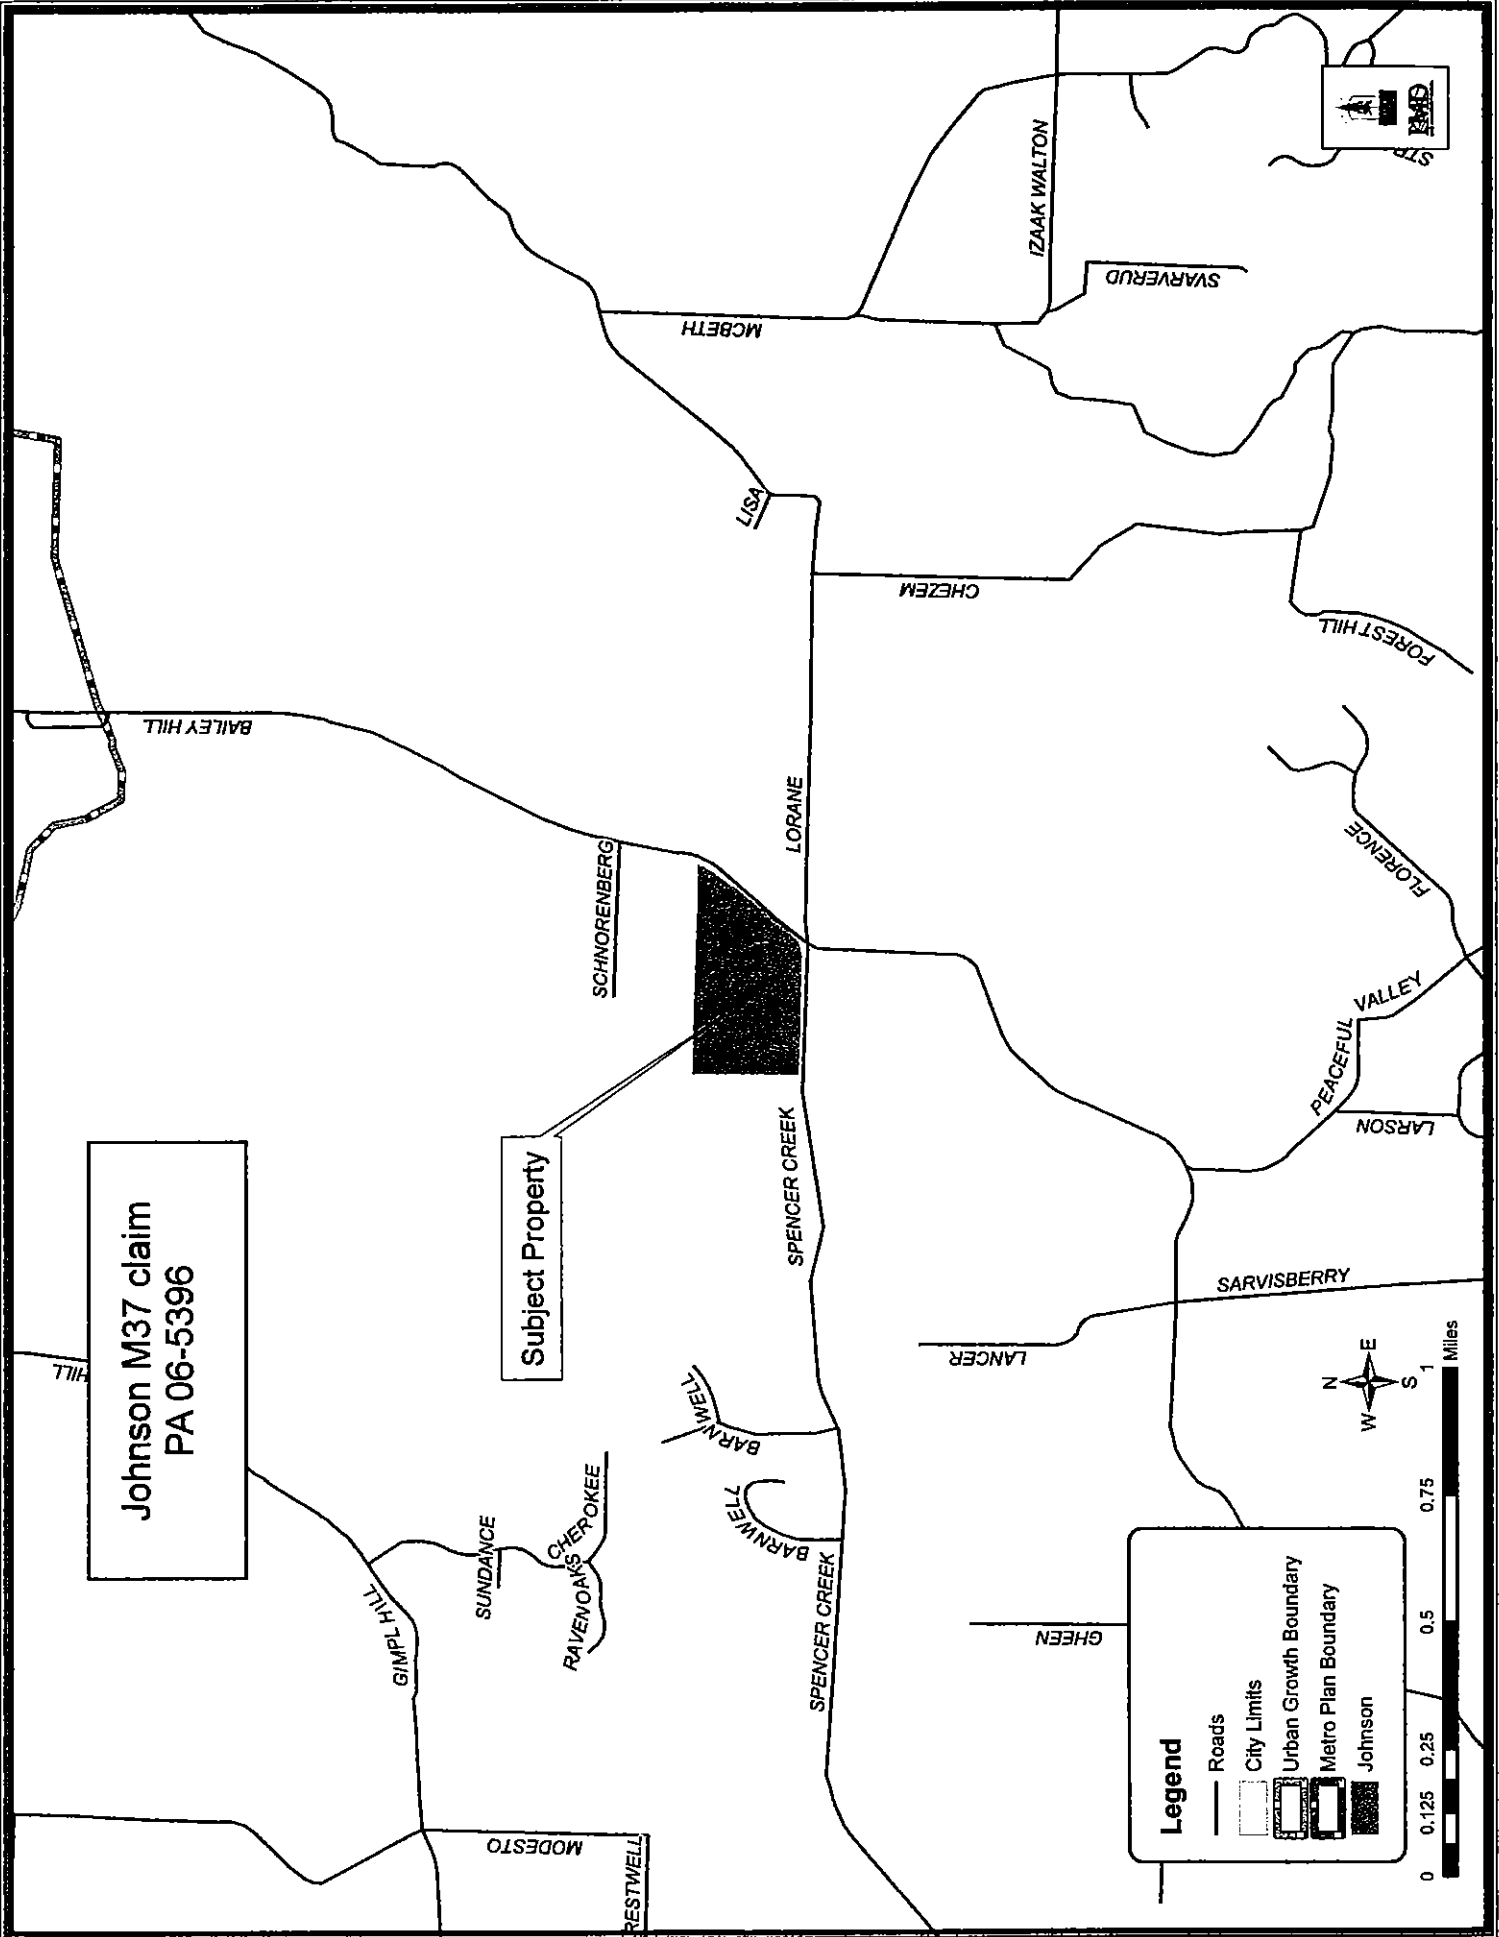 Johnson M37 claim
PA 06-5396
HILL
GIMPL HILL
SUNDANCE
CHEROKEE
RAVENOAKS
MODESTO
RESTWELL
Subject Property
BARNWELL
BARNWELL
SPENCER CREEK
SPENCER CREEK
BAILEY HILL
SCHNORENBERG
LORANE
LISA
MCBETH
IZAAK WALTON
SVARVERUD
CHEZEM
FOREST HILL
FLORENCE
PEACEFUL VALLEY
LARSON
SARVISBERRY
LANCER
GHEEN
LMD
Legend
Roads
City Limits
Urban Growth Boundary
Metro Plan Boundary
Johnson
N
W E
S
0 0.125 0.25 0.5 0.75 1
Miles